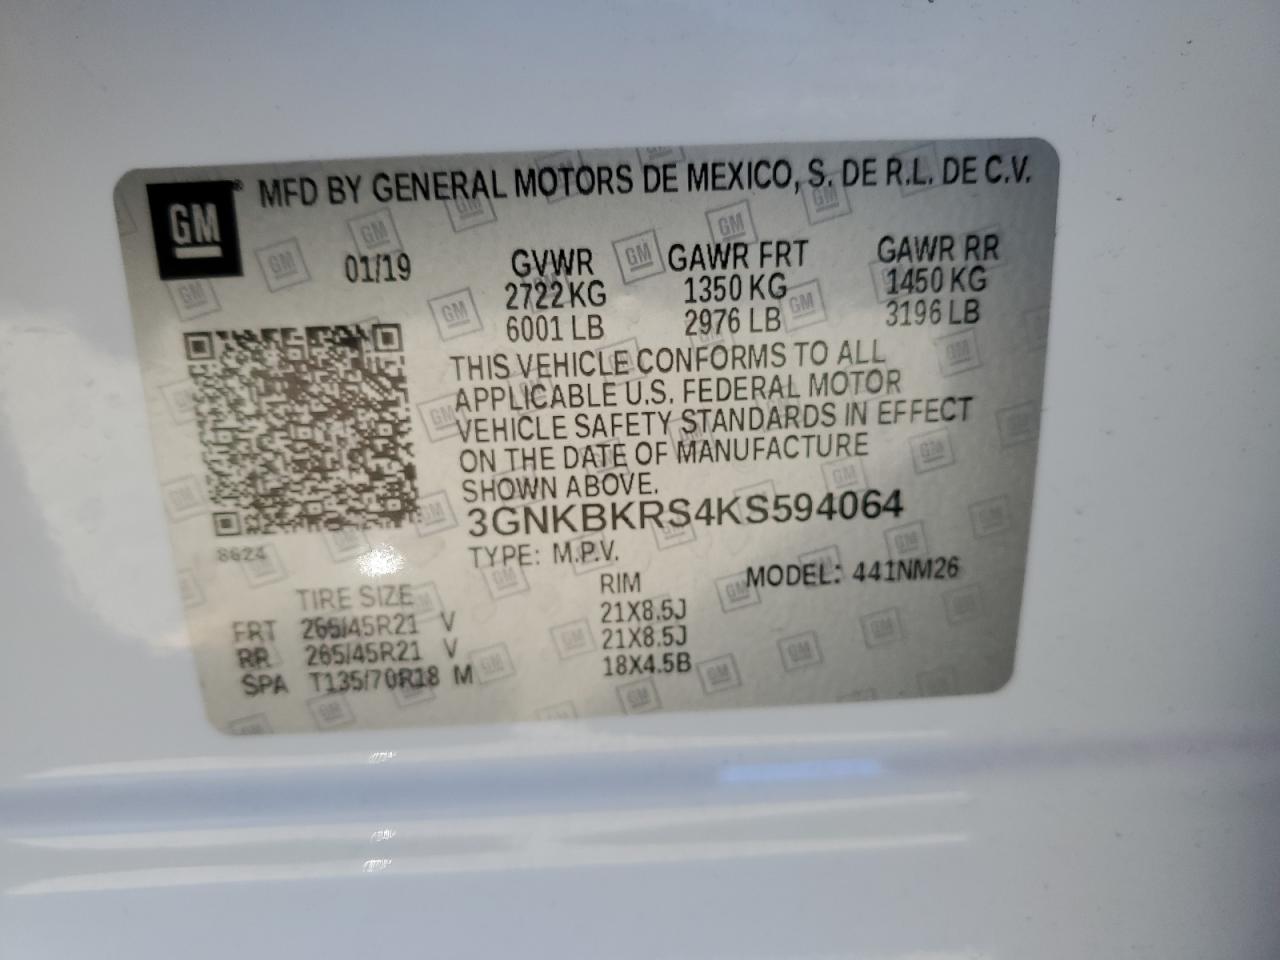 GM® MFD BY GENERAL MOTORS DE MEXICO, S. DE R.L. DE C.V.
01/19 GVWR GAWR FRT GAWR RR
2722 KG 1350 KG 1450 KG
6001 LB 2976 LB 3196 LB
THIS VEHICLE CONFORMS TO ALL
APPLICABLE U.S. FEDERAL MOTOR
VEHICLE SAFETY STANDARDS IN EFFECT
ON THE DATE OF MANUFACTURE
SHOWN ABOVE.
3GNKBKRS4KS594064
8624
TYPE: M.P.V. MODEL: 441NM26
TIRE SIZE RIM
FRT 265/45R21 V 21X8.5J
RR 265/45R21 V 21X8.5J
SPA T135/70R18 M 18X4.5B